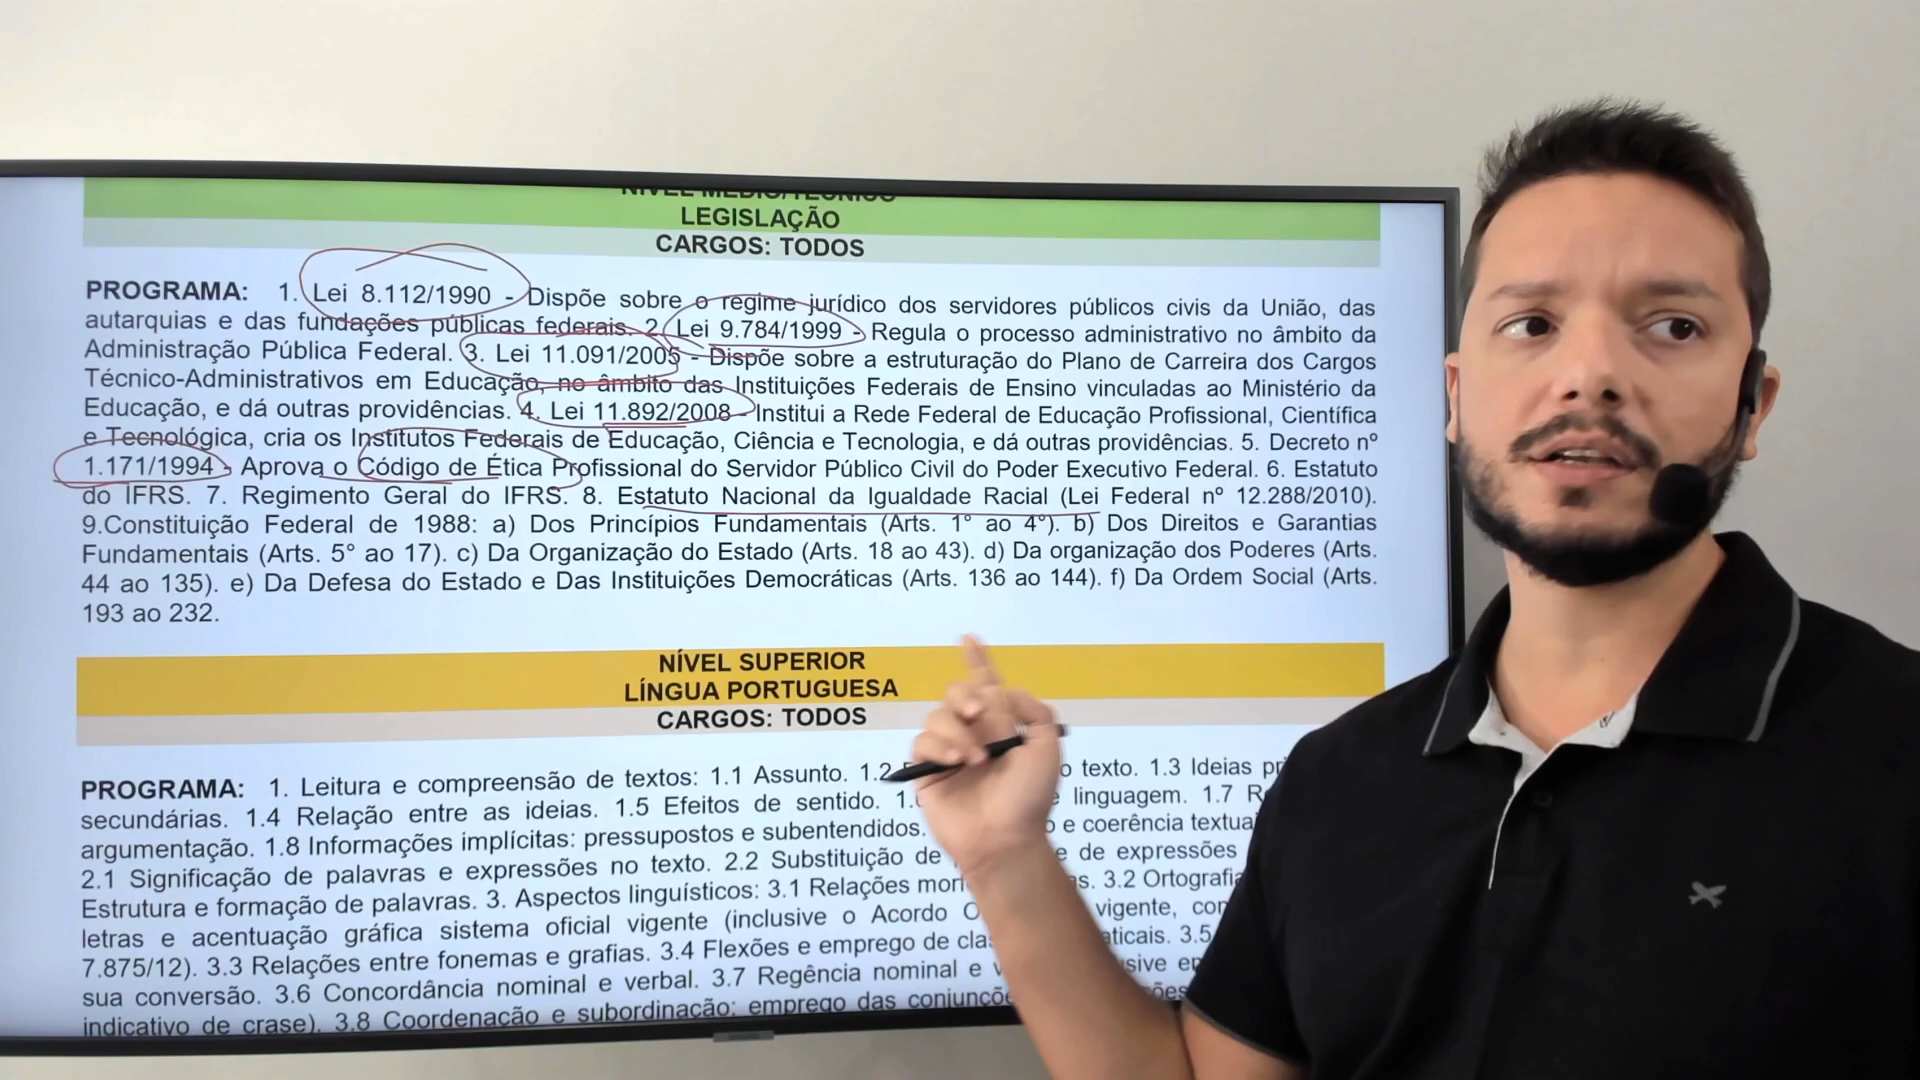 NÍVEL MÉDIO/TÉCNICO
LEGISLAÇÃO
CARGOS: TODOS
PROGRAMA: 1. Lei 8.112/1990 - Dispõe sobre o regime jurídico dos servidores públicos civis da União, das
autarquias e das fundações públicas federais. 2. Lei 9.784/1999 - Regula o processo administrativo no âmbito da
Administração Pública Federal. 3. Lei 11.091/2005 - Dispõe sobre a estruturação do Plano de Carreira dos Cargos
Técnico-Administrativos em Educação, no âmbito das Instituições Federais de Ensino vinculadas ao Ministério da
Educação, e dá outras providências. 4. Lei 11.892/2008 - Institui a Rede Federal de Educação Profissional, Científica
e Tecnológica, cria os Institutos Federais de Educação, Ciência e Tecnologia, e dá outras providências. 5. Decreto nº
1.171/1994 - Aprova o Código de Ética Profissional do Servidor Público Civil do Poder Executivo Federal. 6. Estatuto
do IFRS. 7. Regimento Geral do IFRS. 8. Estatuto Nacional da Igualdade Racial (Lei Federal nº 12.288/2010).
9.Constituição Federal de 1988: a) Dos Princípios Fundamentais (Arts. 1° ao 4°). b) Dos Direitos e Garantias
Fundamentais (Arts. 5° ao 17). c) Da Organização do Estado (Arts. 18 ao 43). d) Da organização dos Poderes (Arts.
44 ao 135). e) Da Defesa do Estado e Das Instituições Democráticas (Arts. 136 ao 144). f) Da Ordem Social (Arts.
193 ao 232.
NÍVEL SUPERIOR
LÍNGUA PORTUGUESA
CARGOS: TODOS
PROGRAMA: 1. Leitura e compreensão de textos: 1.1 Assunto. 1.2 o texto. 1.3 Ideias
secundárias. 1.4 Relação entre as ideias. 1.5 Efeitos de sentido. linguagem. 1.7
argumentação. 1.8 Informações implícitas: pressupostos e subentendidos. e coerência
2.1 Significação de palavras e expressões no texto. 2.2 Substituição de e de expressões
Estrutura e formação de palavras. 3. Aspectos linguísticos: 3.1 Relações 3.2 Ortografia
letras e acentuação gráfica sistema oficial vigente (inclusive o Acordo vigente,
7.875/12). 3.3 Relações entre fonemas e grafias. 3.4 Flexões e emprego de 3.5
sua conversão. 3.6 Concordância nominal e verbal. 3.7 Regência nominal e
indicativo de crase). 3.8 Coordenação e subordinação: emprego das